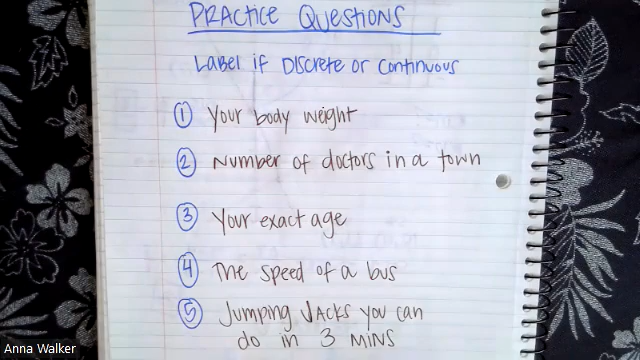 PRACTICE QUESTIONS
Label if Discrete or Continuous
① Your body weight
② Number of doctors in a town
③ Your exact age
④ The speed of a bus
⑤ Jumping Jacks you can
do in 3 MINS
Anna Walker